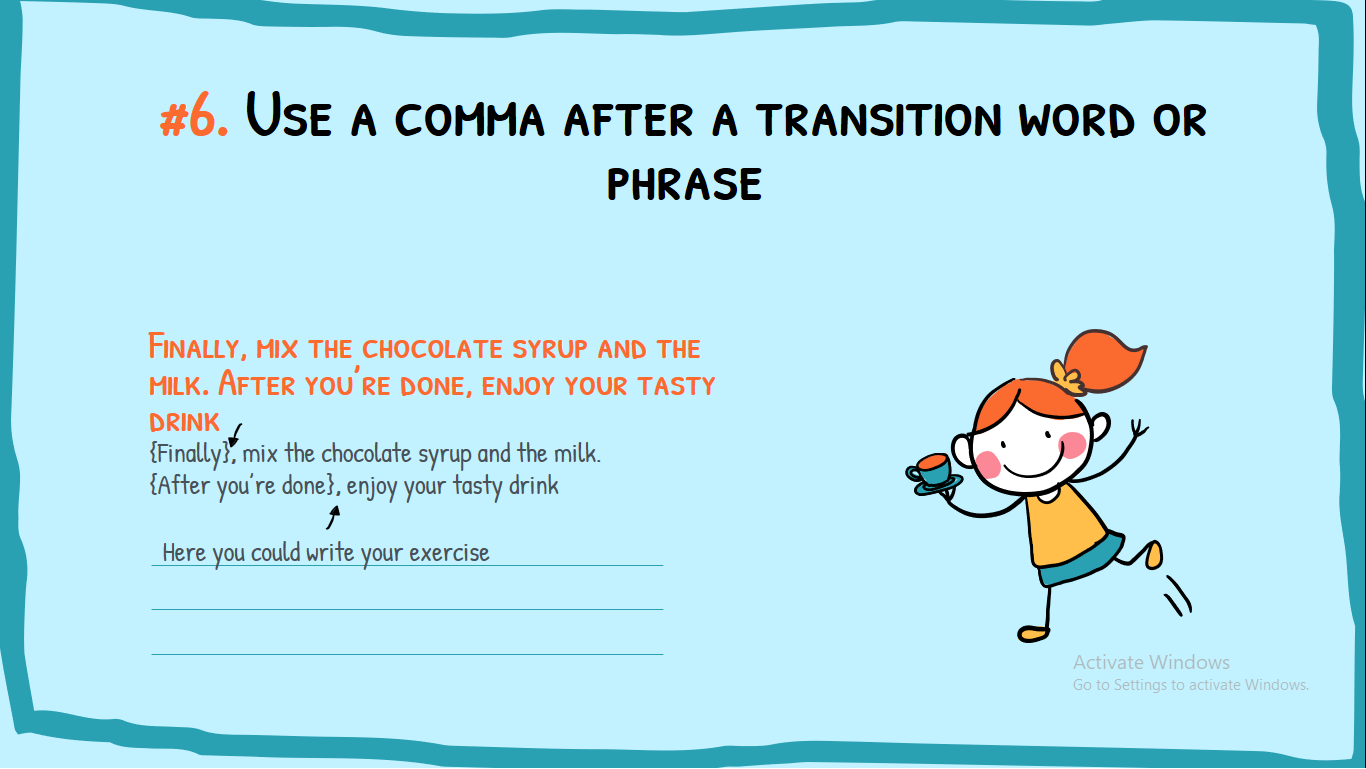 #6. Use a comma after a transition word or
phrase
Finally, mix the chocolate syrup and the
milk. After you're done, enjoy your tasty
drink
{Finally}, mix the chocolate syrup and the milk.
{After you're done}, enjoy your tasty drink
Here you could write your exercise
Activate Windows
Go to Settings to activate Windows.